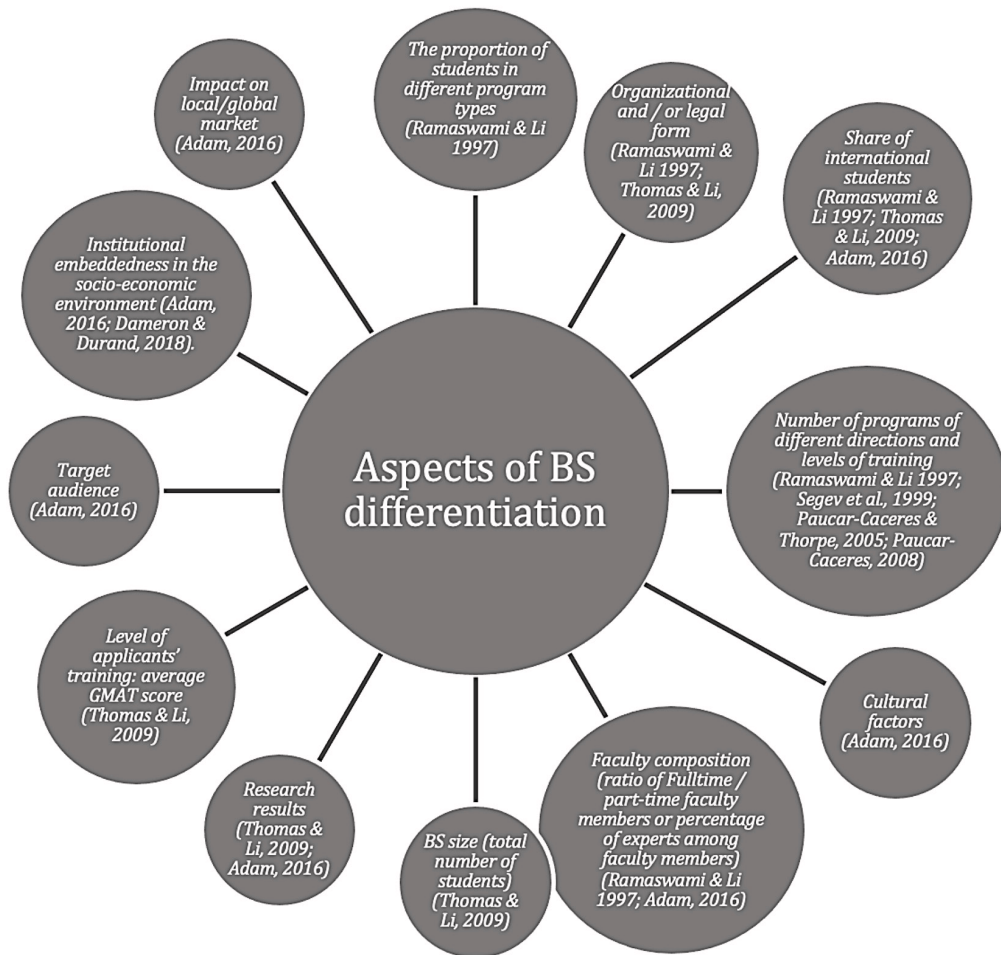 Aspects of BS
differentiation
The proportion of
students in
different program
types
(Ramaswami & Li
1997)
Organizational
and / or legal
form
(Ramaswami &
Li 1997;
Thomas & Li,
2009)
Share of
international
students
(Ramaswami &
Li 1997; Thomas
& Li, 2009;
Adam, 2016)
Number of programs of
different directions and
levels of training
(Ramaswami & Li 1997;
Segev et al., 1999;
Paucar-Caceres &
Thorpe, 2005; Paucar-
Caceres, 2008)
Cultural
factors
(Adam, 2016)
Faculty composition
(ratio of Fulltime /
part-time faculty
members or percentage
of experts among
faculty members)
(Ramaswami & Li
1997; Adam, 2016)
BS size (total
number of
students)
(Thomas &
Li, 2009)
Research
results
(Thomas &
Li, 2009;
Adam, 2016)
Level of
applicants’
training: average
GMAT score
(Thomas & Li,
2009)
Target
audience
(Adam, 2016)
Institutional
embeddedness in the
socio-economic
environment (Adam,
2016; Dameron &
Durand, 2018).
Impact on
local/global
market
(Adam, 2016)